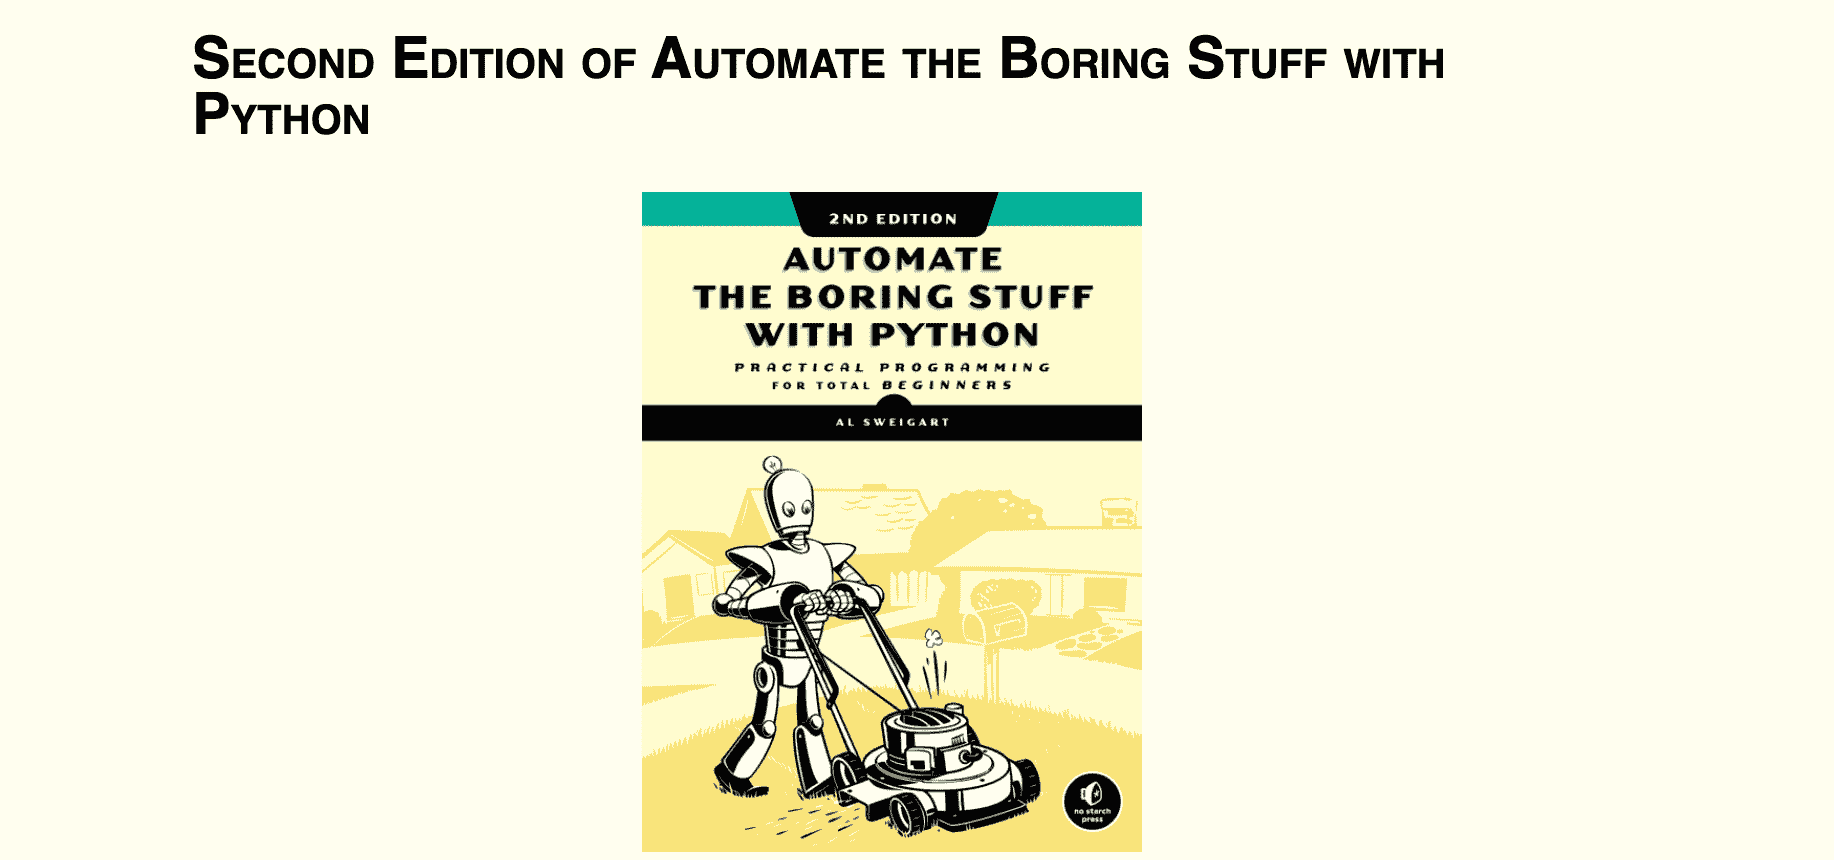 Second Edition of Automate the Boring Stuff with
Python
2ND EDITION
AUTOMATE
THE BORING STUFF
WITH PYTHON
PRACTICAL PROGRAMMING
FOR TOTAL BEGINNERS
AL SWEIGART
no starch
press